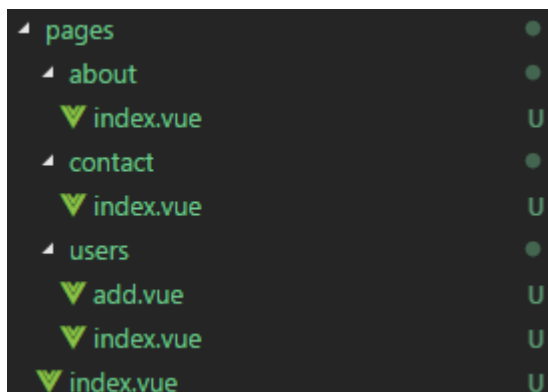 pages
about
index.vue U
contact
index.vue U
users
add.vue U
index.vue U
index.vue U